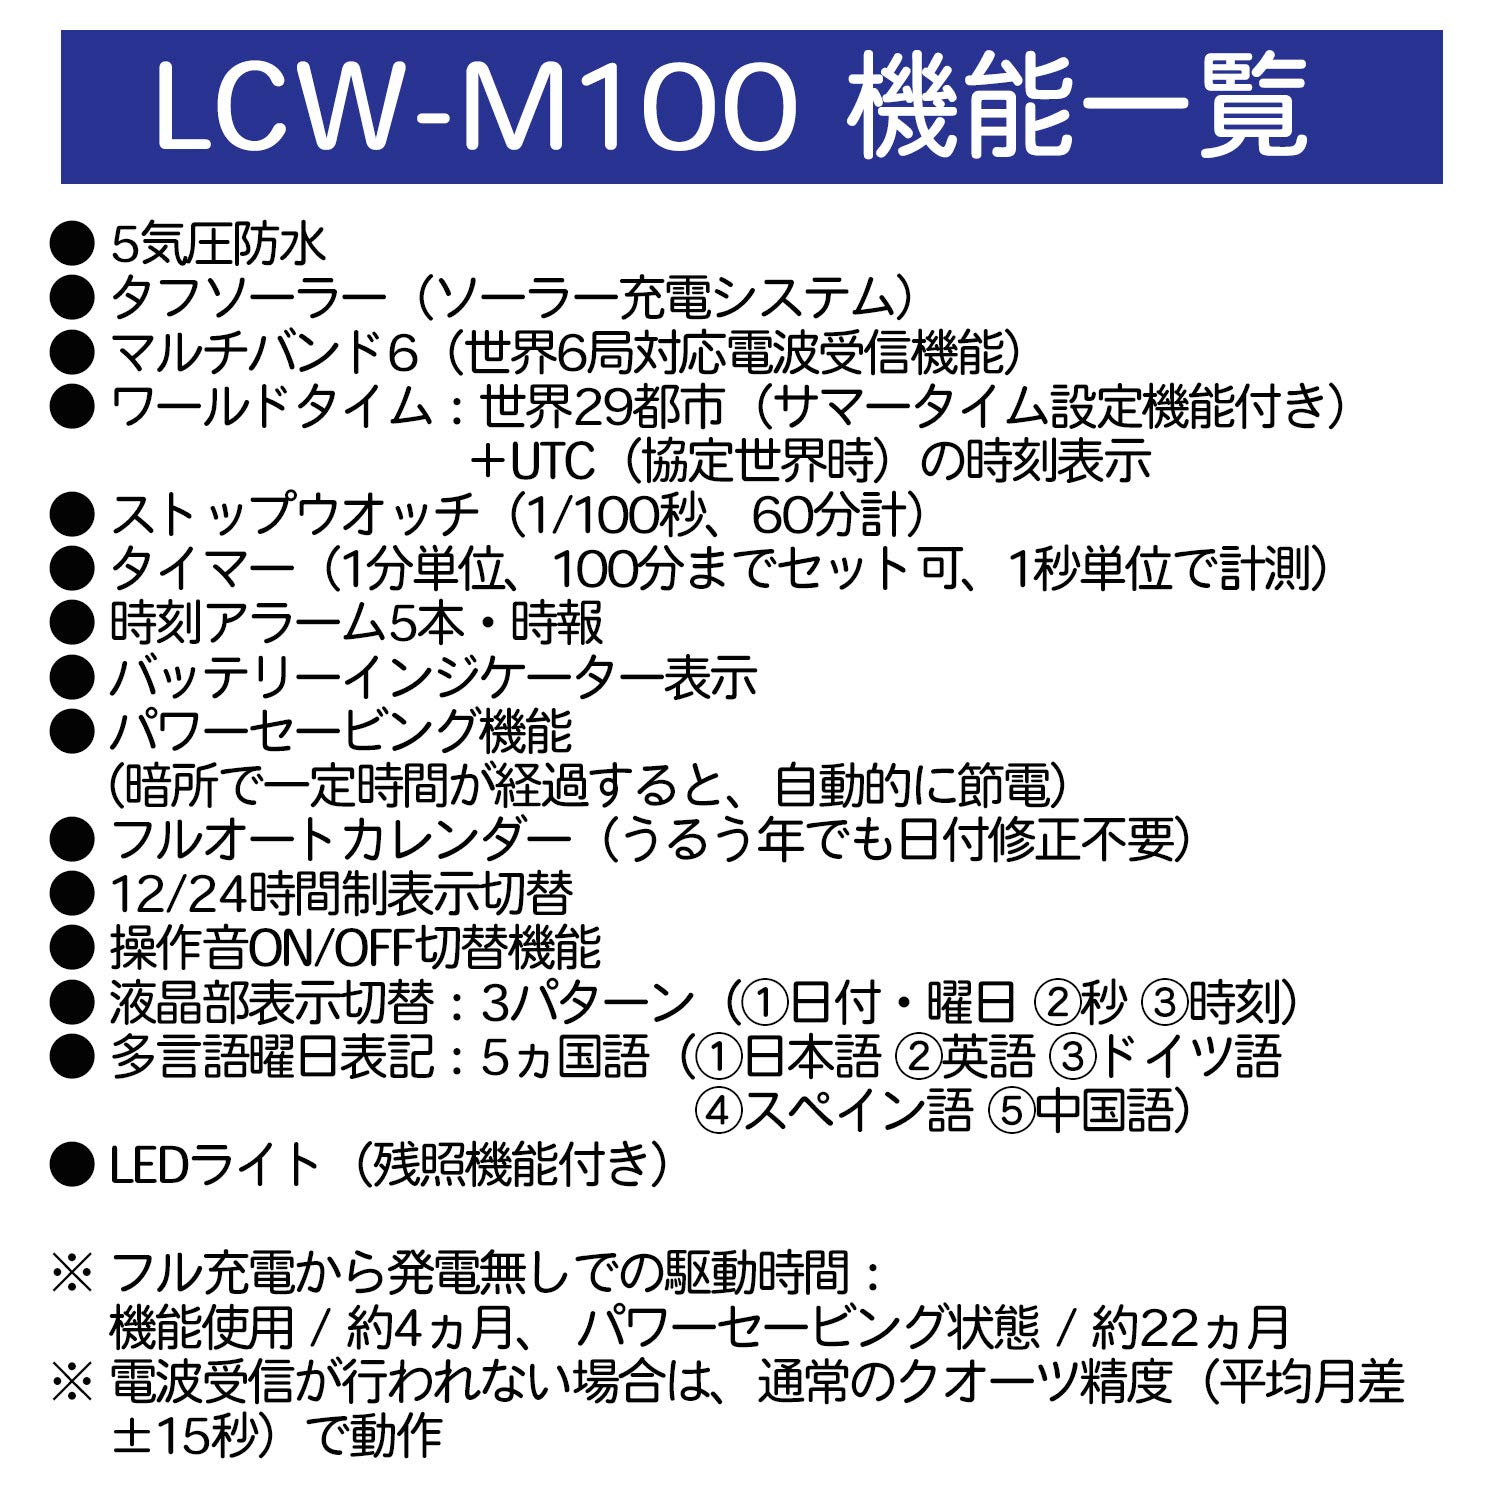 LCW-M100 機能一覧
● 5気圧防水
● タフソーラー（ソーラー充電システム）
● マルチバンド6（世界6局対応電波受信機能）
● ワールドタイム：世界29都市（サマータイム設定機能付き）
＋UTC（協定世界時）の時刻表示
● ストップウオッチ（1/100秒、60分計）
● タイマー（1分単位、100分までセット可、1秒単位で計測）
● 時刻アラーム5本・時報
● バッテリーインジケーター表示
● パワーセービング機能
（暗所で一定時間が経過すると、自動的に節電）
● フルオートカレンダー（うるう年でも日付修正不要）
● 12/24時間制表示切替
● 操作音ON/OFF切替機能
● 液晶部表示切替：3パターン（①日付・曜日 ②秒 ③時刻）
● 多言語曜日表記：5ヵ国語（①日本語 ②英語 ③ドイツ語
④スペイン語 ⑤中国語）
● LEDライト（残照機能付き）
※ フル充電から発電無しでの駆動時間：
機能使用 / 約4ヵ月、 パワーセービング状態 / 約22ヵ月
※ 電波受信が行われない場合は、通常のクオーツ精度（平均月差
±15秒）で動作